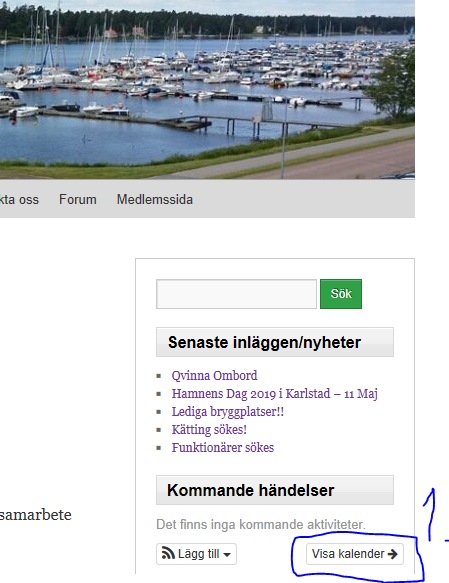 kta oss Forum Medlemssida
Sök
Senaste inläggen/nyheter
Qvinna Ombord
Hamnens Dag 2019 i Karlstad – 11 Maj
Lediga bryggplatser!!
Kätting sökes!
Funktionärer sökes
samarbete
Kommande händelser
Det finns inga kommande aktiviteter.
Lägg till Visa kalender
1